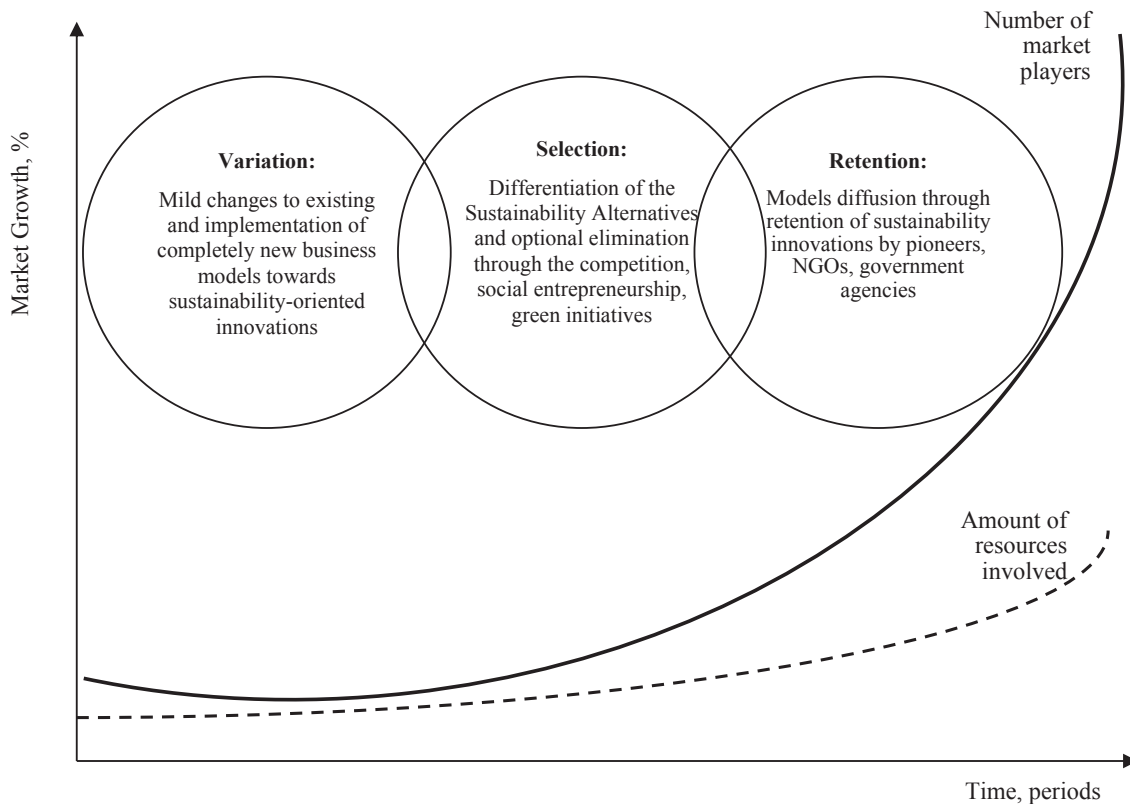 Number of
market
players
Market Growth, %
Variation:
Mild changes to existing
and implementation of
completely new business
models towards
sustainability-oriented
innovations
Selection:
Differentiation of the
Sustainability Alternatives
and optional elimination
through the competition,
social entrepreneurship,
green initiatives
Retention:
Models diffusion through
retention of sustainability
innovations by pioneers,
NGOs, government
agencies
Amount of
resources
involved
Time, periods